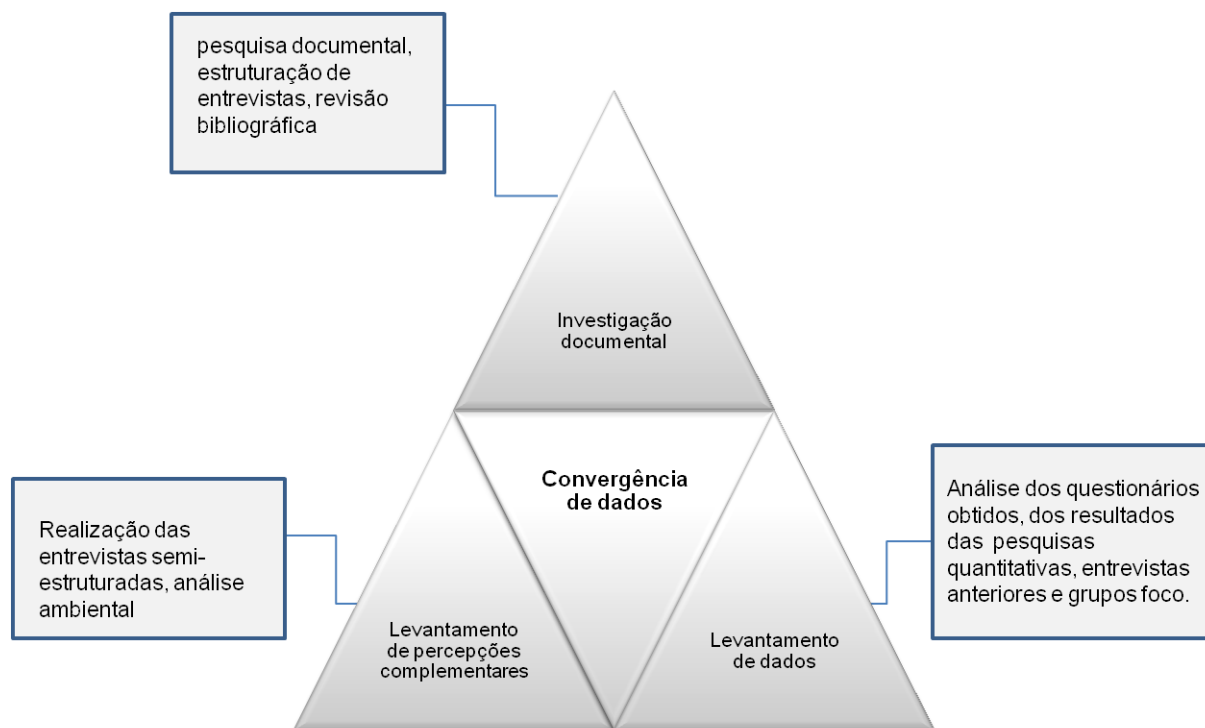 pesquisa documental,
estruturação de
entrevistas, revisão
bibliográfica
Investigação
documental
Convergência
de dados
Realização das
entrevistas semi-
estruturadas, análise
ambiental
Levantamento
de percepções
complementares
Levantamento
de dados
Análise dos questionários
obtidos, dos resultados
das pesquisas
quantitativas, entrevistas
anteriores e grupos foco.